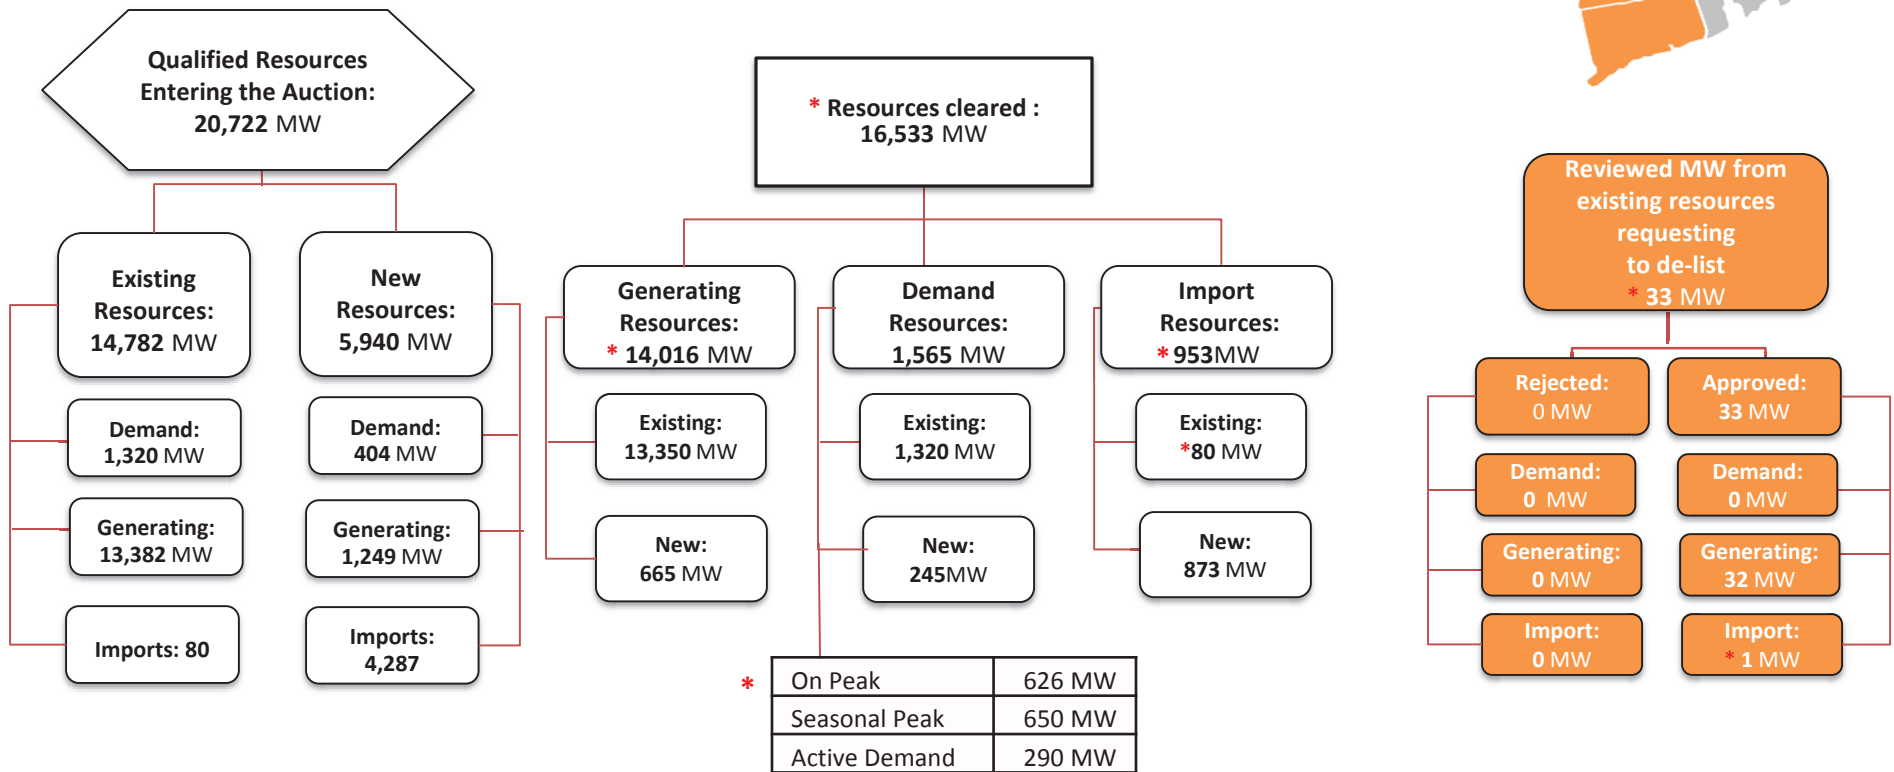 Qualified Resources
Entering the Auction:
20,722 MW
Existing
Resources:
14,782 MW
New
Resources:
5,940 MW
Demand:
1,320 MW
Demand:
404 MW
Generating:
13,382 MW
Generating:
1,249 MW
Imports: 80
Imports:
4,287
* Resources cleared :
16,533 MW
Generating
Resources:
* 14,016 MW
Demand
Resources:
1,565 MW
Import
Resources:
* 953MW
Existing:
13,350 MW
Existing:
1,320 MW
Existing:
*80 MW
New:
665 MW
New:
245MW
New:
873 MW
*
On Peak 626 MW
Seasonal Peak 650 MW
Active Demand 290 MW
Reviewed MW from
existing resources
requesting
to de-list
* 33 MW
Rejected:
0 MW
Approved:
33 MW
Demand:
0 MW
Demand:
0 MW
Generating:
0 MW
Generating:
32 MW
Import:
0 MW
Import:
* 1 MW